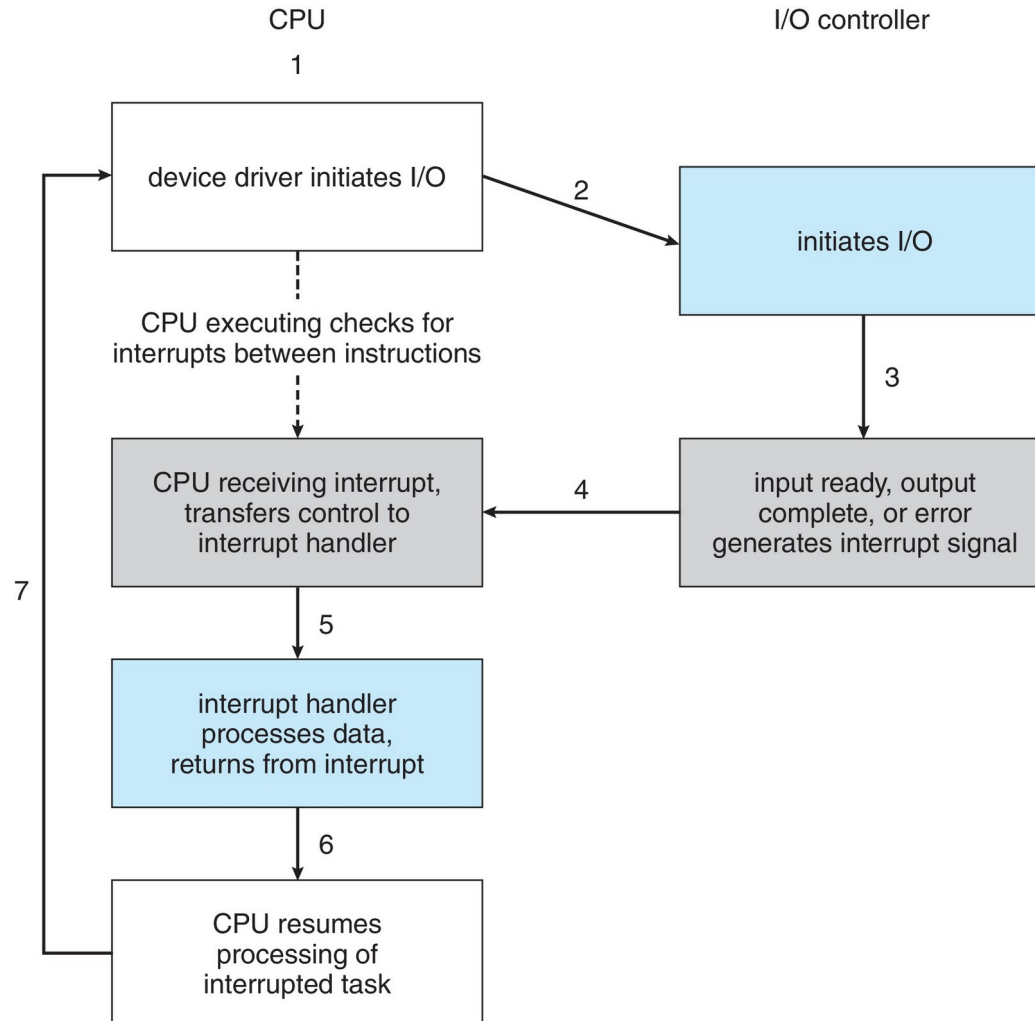 CPU
I/O controller
1
device driver initiates I/O
2
initiates I/O
CPU executing checks for
interrupts between instructions
3
CPU receiving interrupt,
transfers control to
interrupt handler
4
input ready, output
complete, or error
generates interrupt signal
7
5
interrupt handler
processes data,
returns from interrupt
6
CPU resumes
processing of
interrupted task